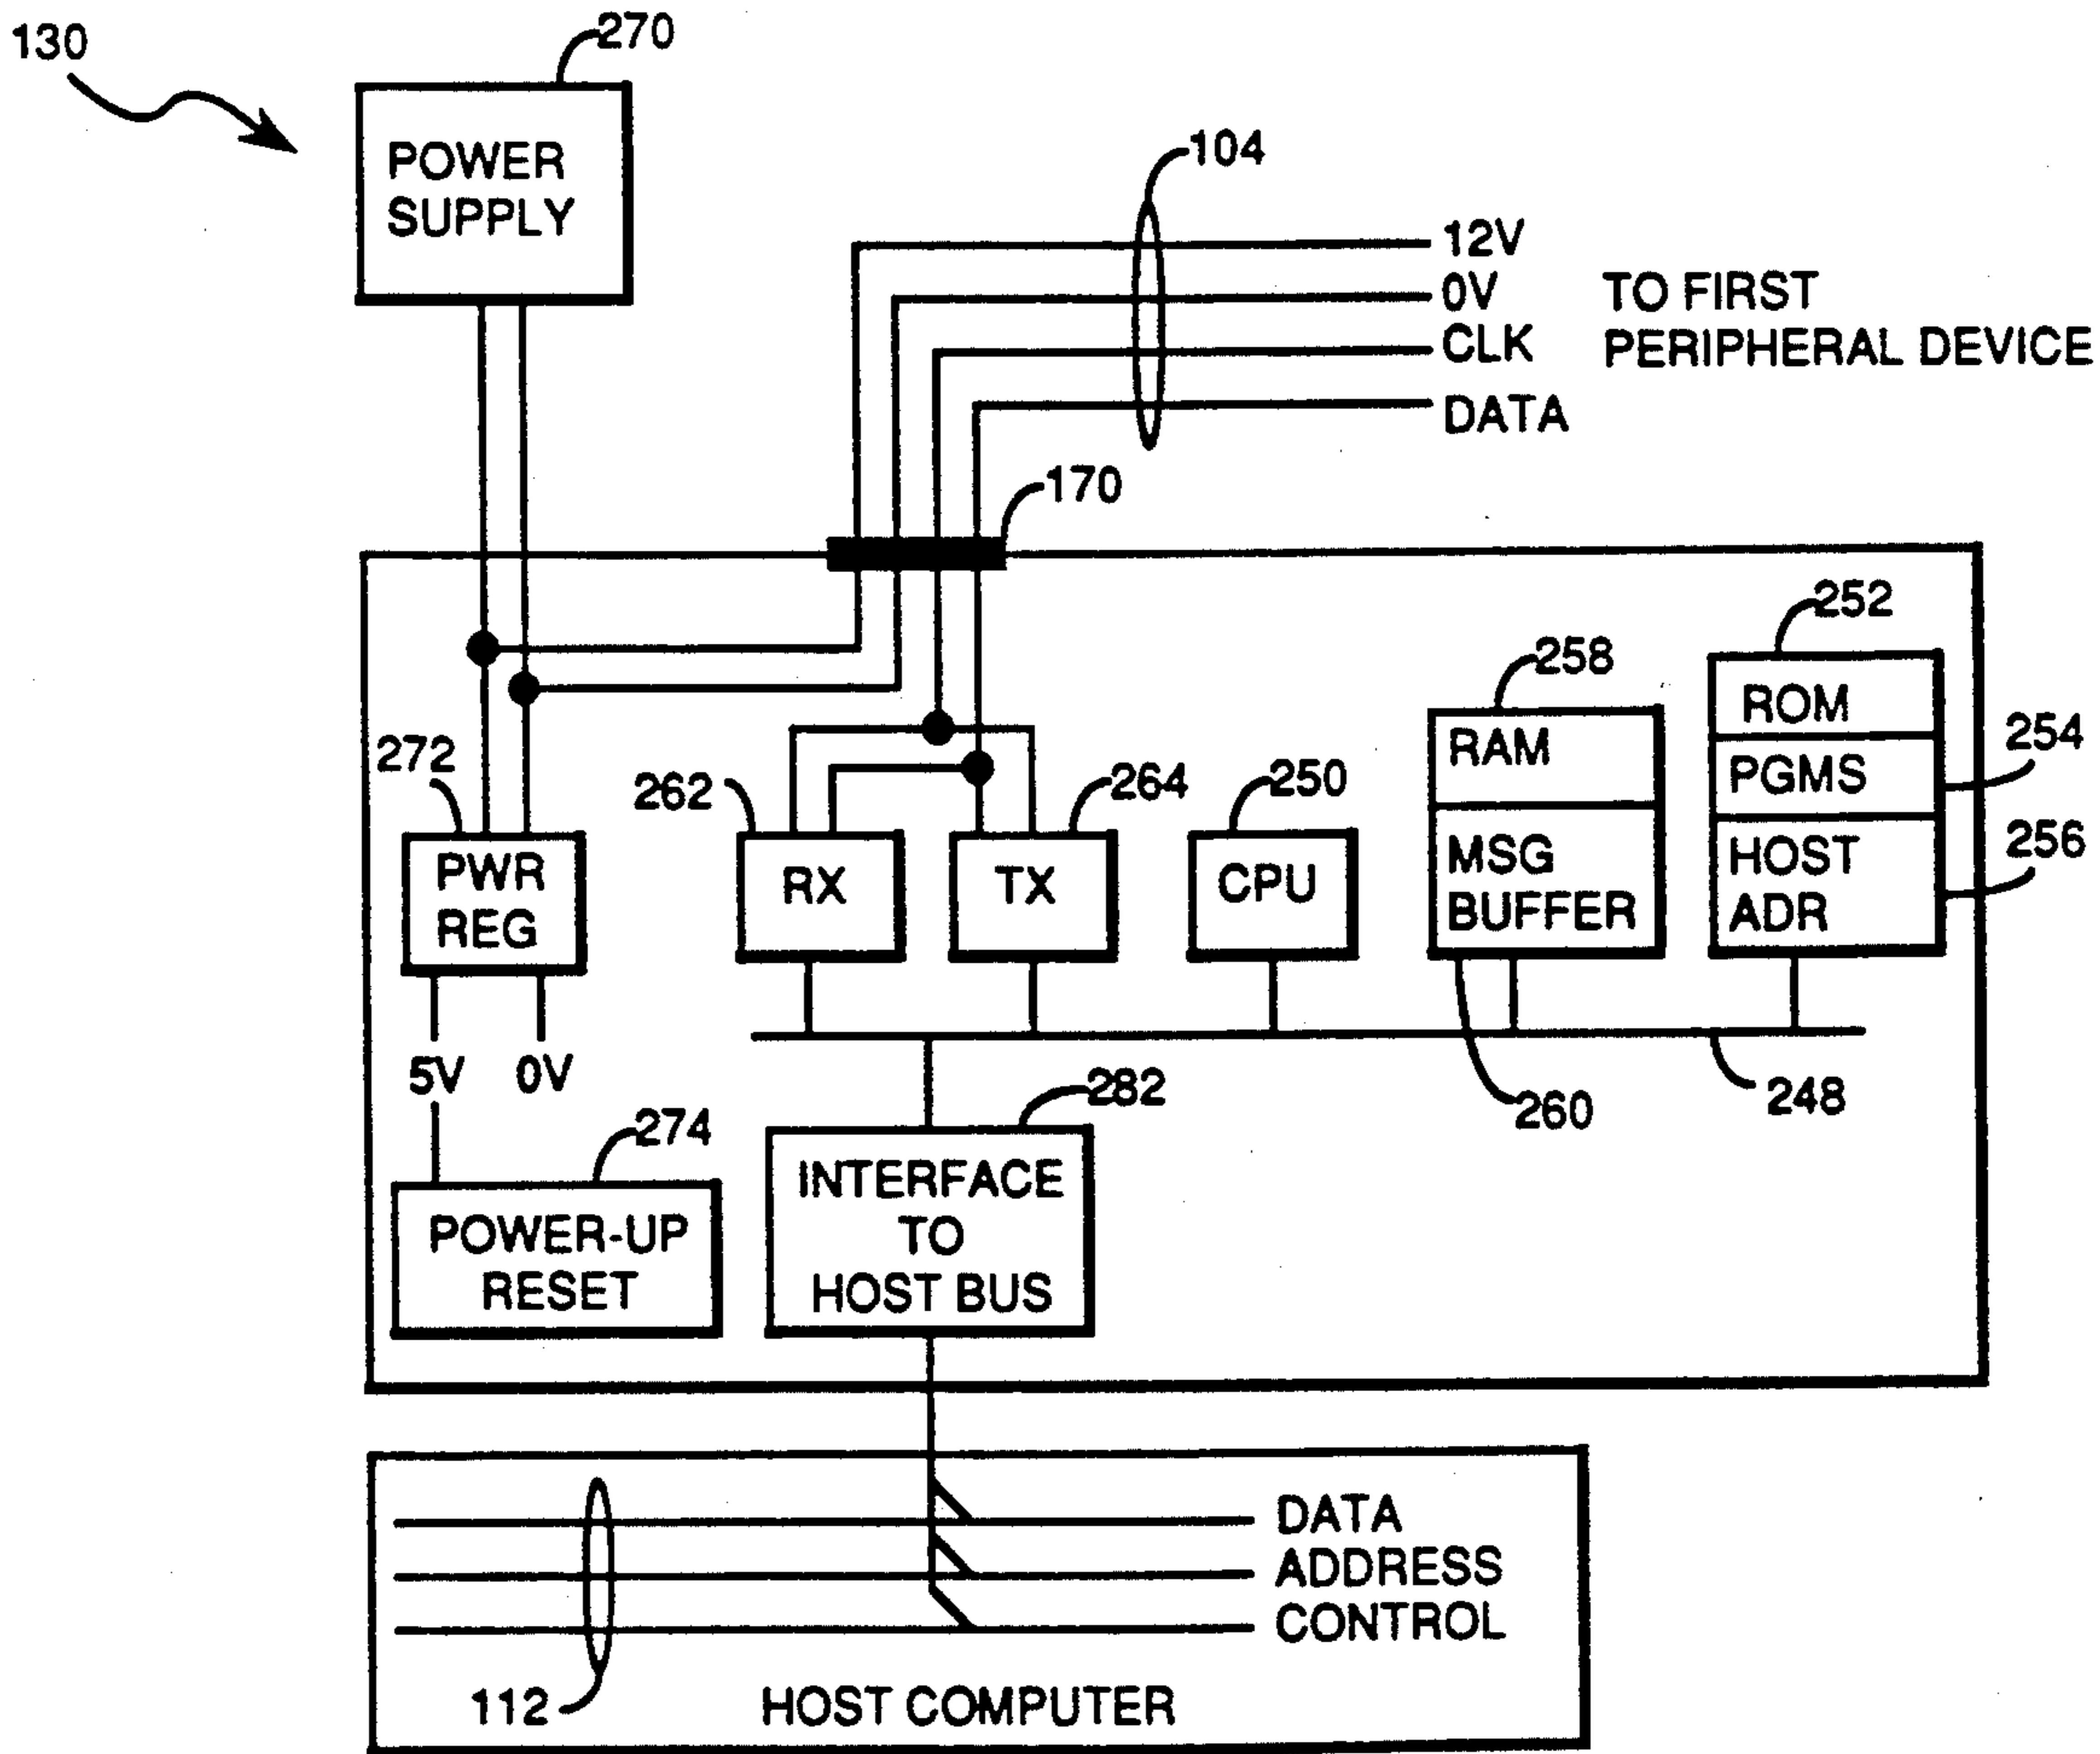 130
270
POWER
SUPPLY
104
12V
0V
CLK
DATA
TO FIRST
PERIPHERAL DEVICE
170
252
258
ROM
RAM
254
PGMS
272
262
264
250
PWR
REG
RX
TX
CPU
MSG
BUFFER
HOST
ADR
256
5V
0V
282
260
248
274
INTERFACE
TO
HOST BUS
POWER-UP
RESET
DATA
ADDRESS
CONTROL
112
HOST COMPUTER